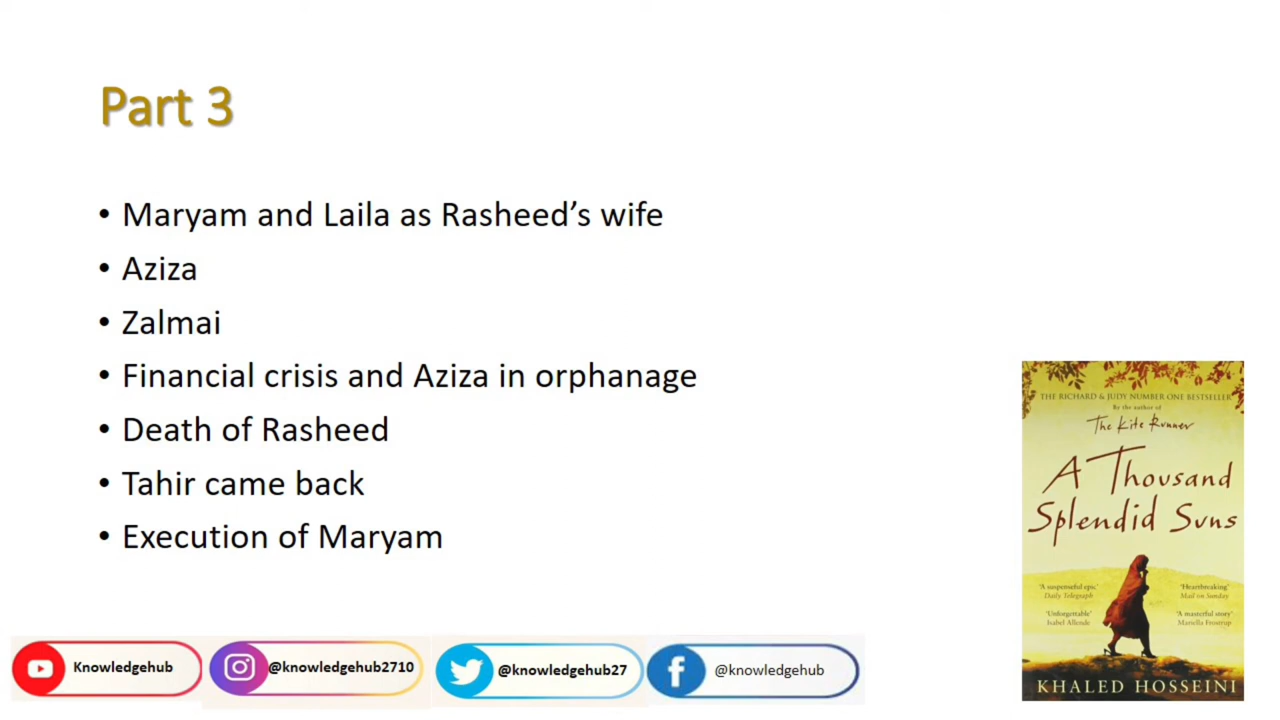 Part 3
• Maryam and Laila as Rasheed’s wife
• Aziza
• Zalmai
• Financial crisis and Aziza in orphanage
• Death of Rasheed
• Tahir came back
• Execution of Maryam
THE RICHARD & JUDY NUMBER ONE BESTSELLER
By the author of
The Kite Runner
A Thousand
Splendid Suns
'A suspenseful epic'
Daily Telegraph
'Heartbreaking'
Mail on Sunday
'Unforgettable'
Isabel Allende
'A masterful story'
Mariella Frostrup
KHALED HOSSEINI
Knowledgehub
@knowledgehub2710
@knowledgehub27
@knowledgehub